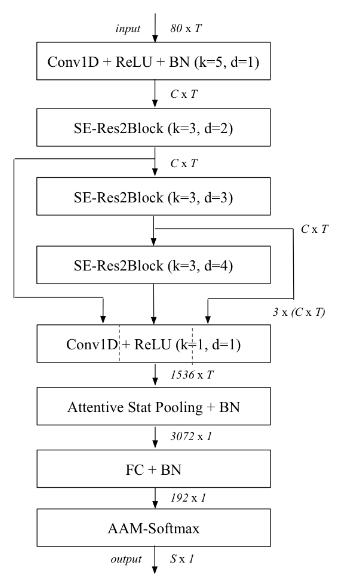 input 80 x T
Conv1D + ReLU + BN (k=5, d=1)
C x T
SE-Res2Block (k=3, d=2)
C x T
SE-Res2Block (k=3, d=3)
C x T
SE-Res2Block (k=3, d=4)
3 x (C x T)
Conv1D + ReLU (k=1, d=1)
1536 x T
Attentive Stat Pooling + BN
3072 x 1
FC + BN
192 x 1
AAM-Softmax
output S x 1